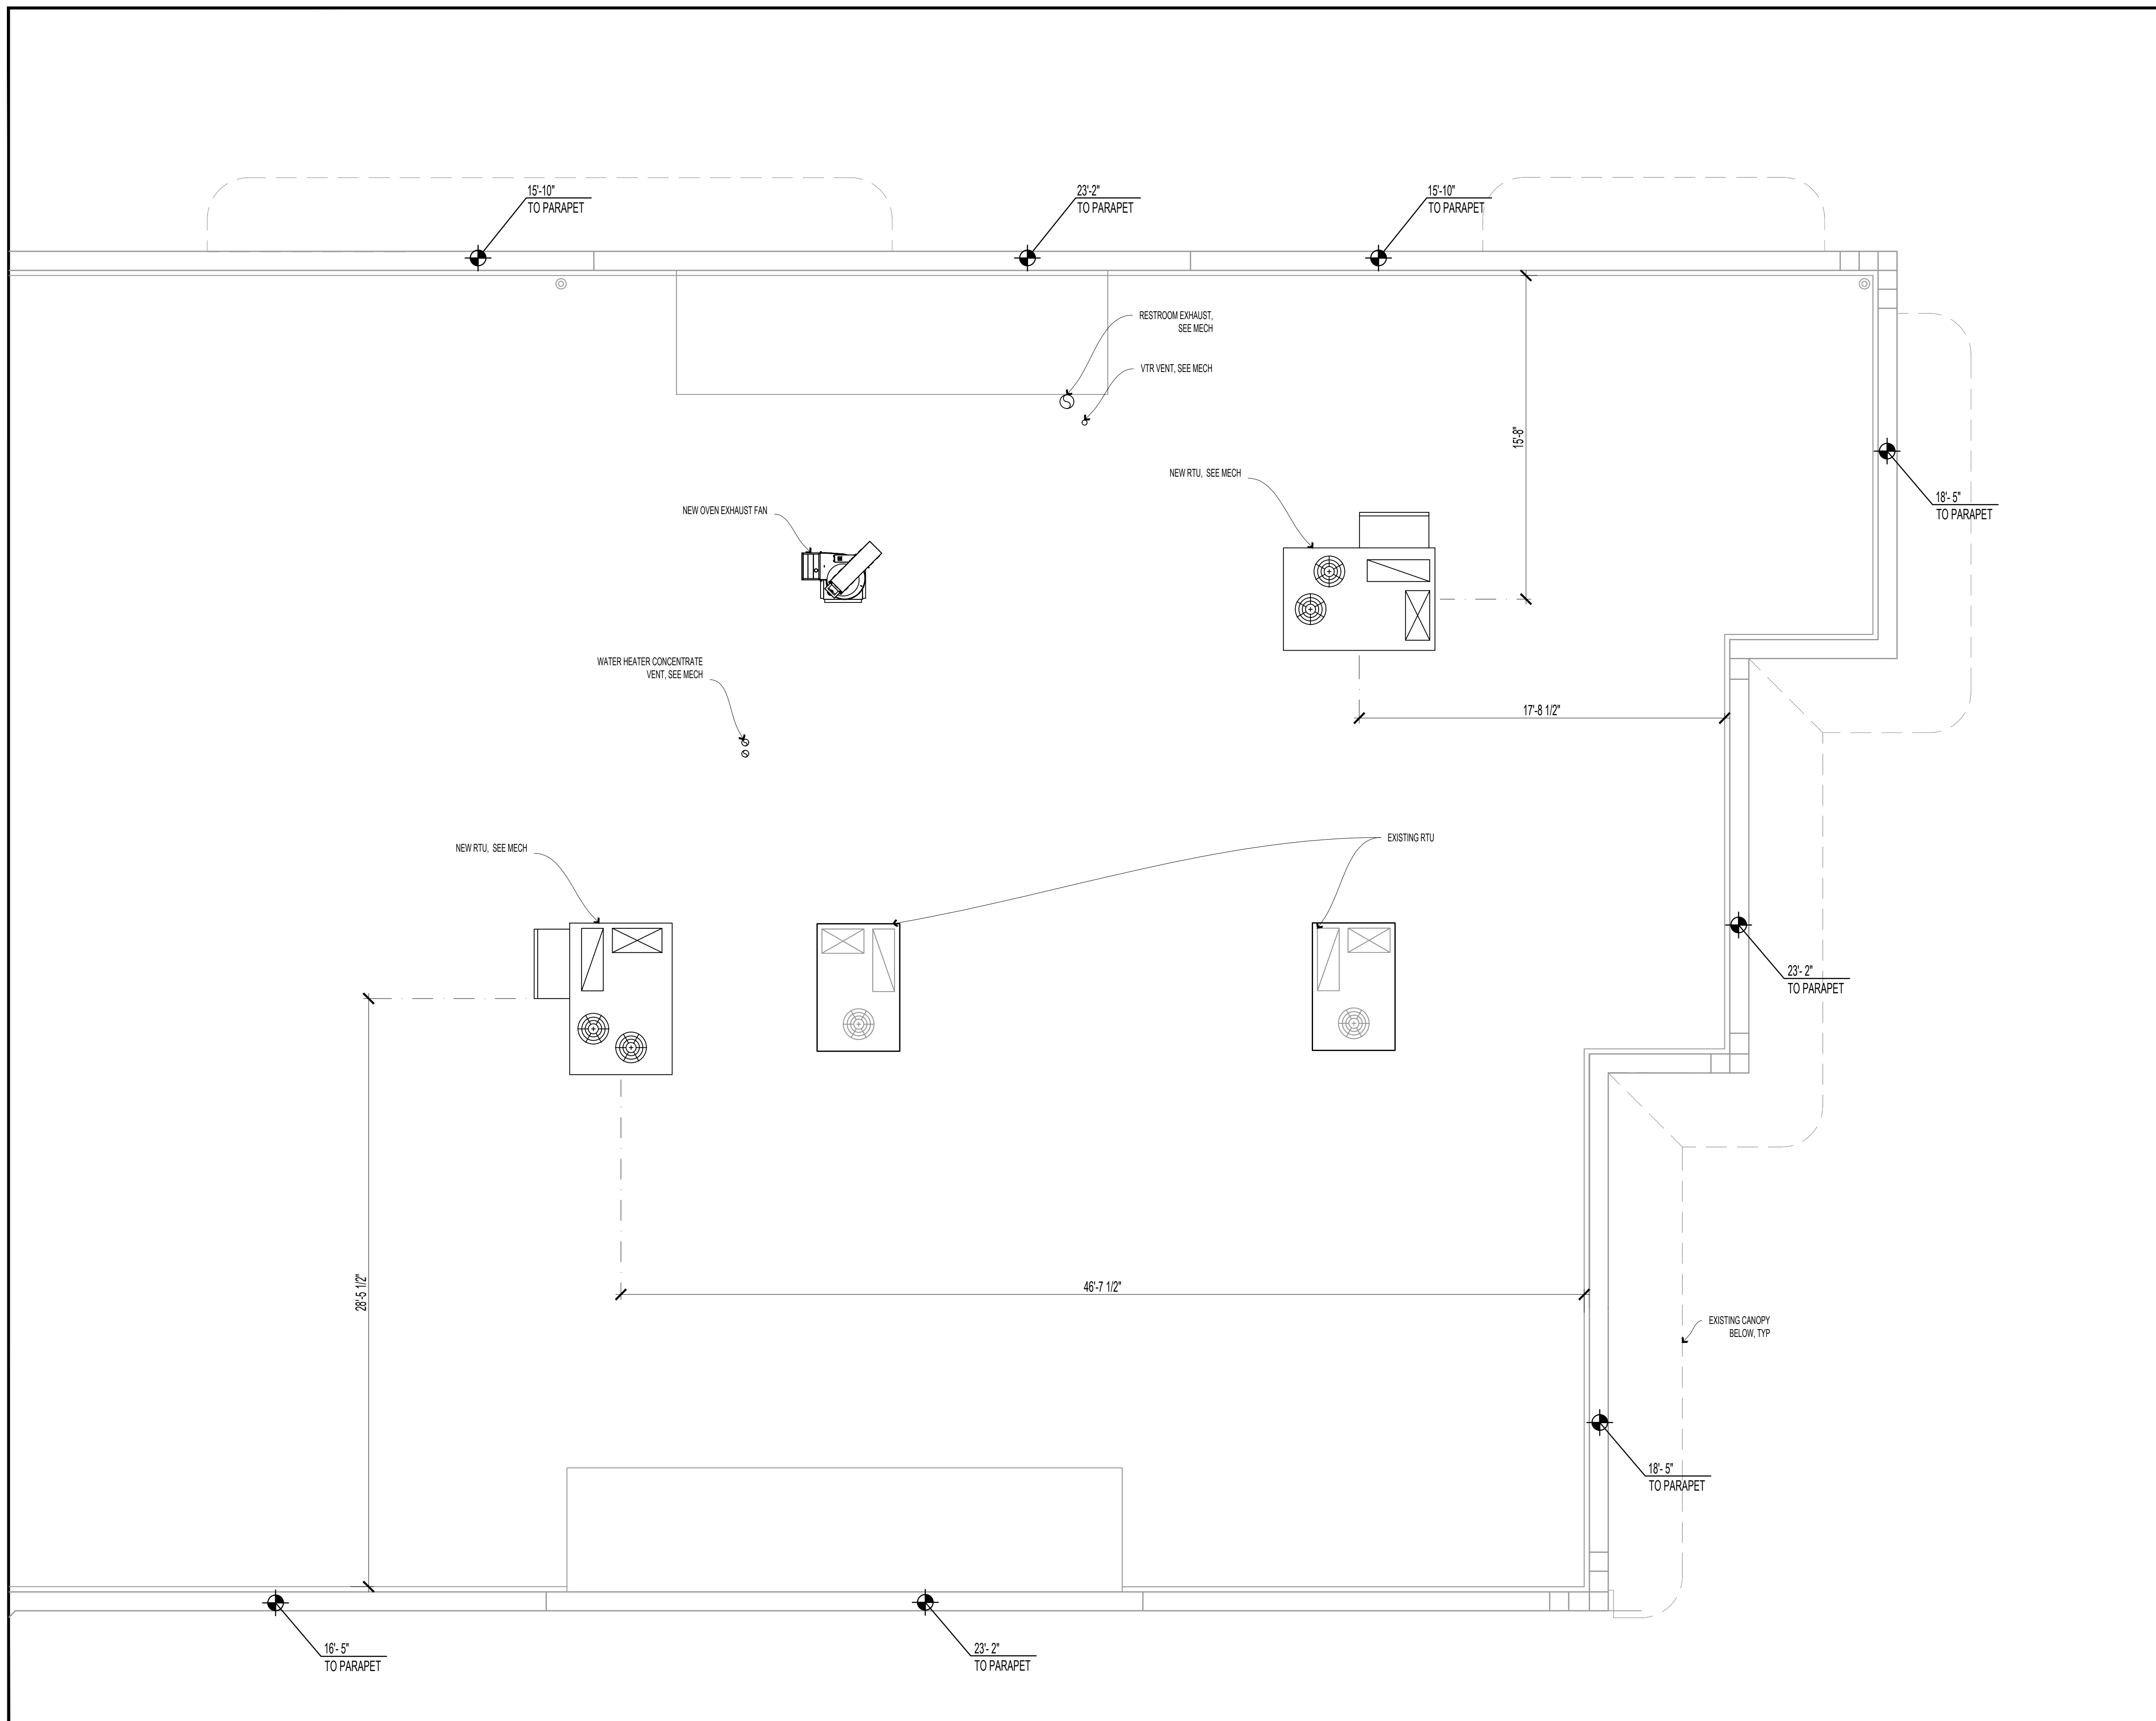 15'-10"
TO PARAPET
23'-2"
TO PARAPET
15'-10"
TO PARAPET
RESTROOM EXHAUST,
SEE MECH
VTR VENT, SEE MECH
15'-8"
NEW RTU, SEE MECH
18'- 5"
TO PARAPET
NEW OVEN EXHAUST FAN
WATER HEATER CONCENTRATE
VENT, SEE MECH
17'-8 1/2"
NEW RTU, SEE MECH
EXISTING RTU
23'- 2"
TO PARAPET
28'-5 1/2"
46'-7 1/2"
EXISTING CANOPY
BELOW, TYP
18'- 5"
TO PARAPET
16'- 5"
TO PARAPET
23'- 2"
TO PARAPET